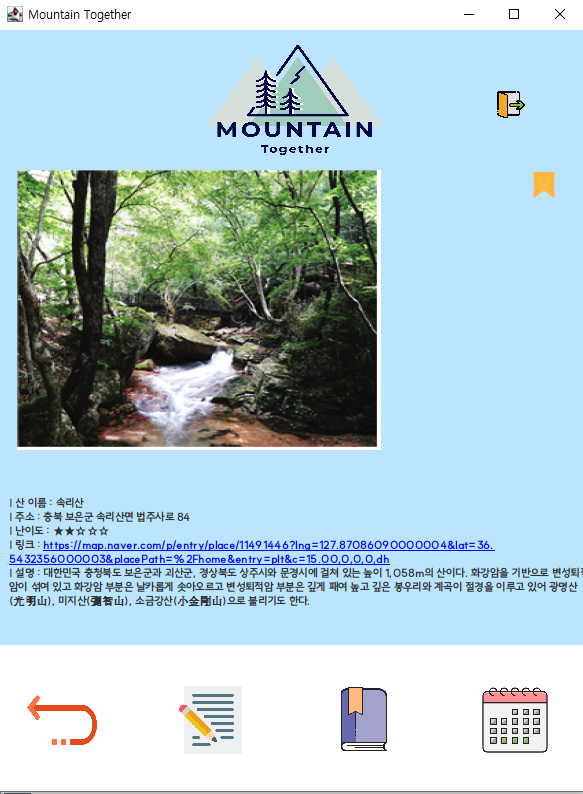 Mountain Together
MOUNTAIN
Together
| 산 이름 : 속리산
| 주소 : 충북 보은군 속리산면 법주사로 84
| 난이도 : ★★☆☆☆
| 링크 : https://map.naver.com/p/entry/place/11491446?lng=127.87086090000004&lat=36.
5432356000003&placePath=%2Fhome&entry=plt&c=15.00,0,0,0,dh
| 설명 : 대한민국 충청북도 보은군과 괴산군, 경상북도 상주시와 문경시에 걸쳐 있는 높이 1,058m의 산이다. 화강암을 기반으로 변성퇴적
암이 섞여 있고 화강암 부분은 날카롭게 솟아오르고 변성퇴적암 부분은 깊게 패여 높고 깊은 봉우리와 계곡이 절경을 이루고 있어 광명산
(光明山), 미지산(彌智山), 소금강산(小金剛山)으로 불리기도 한다.